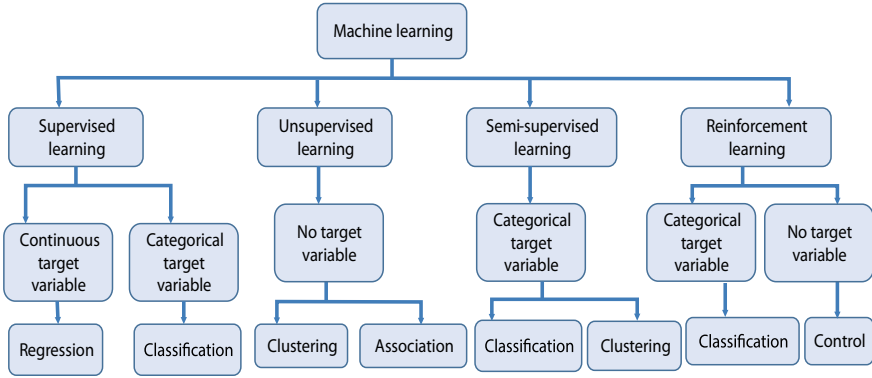 Machine learning
Supervised
learning
Unsupervised
learning
Semi-supervised
learning
Reinforcement
learning
Continuous
target
variable
Categorical
target
variable
No target
variable
Categorical
target
variable
Categorical
target
variable
No target
variable
Regression
Classification
Clustering
Association
Classification
Clustering
Classification
Control